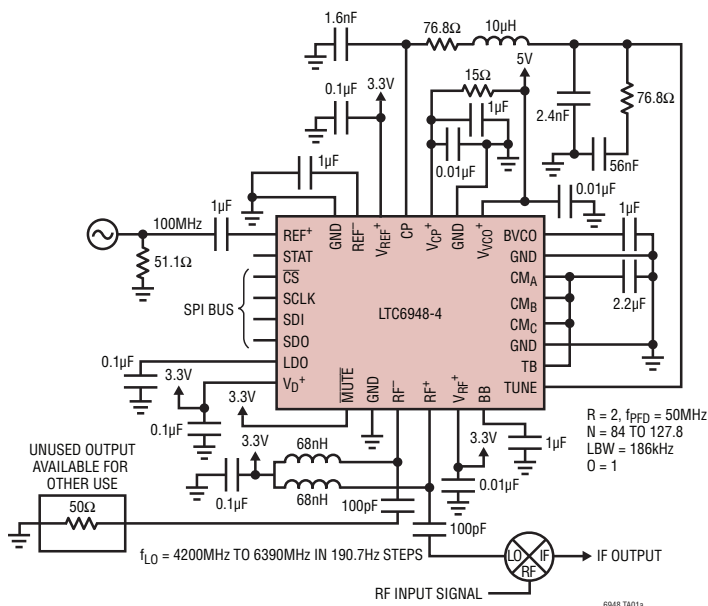 1.6nF
76.8Ω
10µH
5V
3.3V
15Ω
0.1µF
1µF
2.4nF
76.8Ω
0.01µF
56nF
1µF
0.01µF
1µF
1µF
100MHz
51.1Ω
REF+
GND
REF–
VREF+
CP
VCP+
GND
VVCO+
BVCO
STAT
GND
CS
CMA
2.2µF
SPI BUS
SCLK
LTC6948-4
CMB
SDI
CMC
SDO
GND
0.1µF
LDO
TB
3.3V
VD+
MUTE
GND
RF–
RF+
VRF+
BB
TUNE
3.3V
0.1µF
R = 2, fPFD = 50MHz
N = 84 TO 127.8
LBW = 186kHz
O = 1
UNUSED OUTPUT
AVAILABLE FOR
OTHER USE
3.3V
68nH
3.3V
1µF
0.1µF
68nH
0.01µF
50Ω
100pF
100pF
fLO = 4200MHz TO 6390MHz IN 190.7Hz STEPS
LO
IF
RF
IF OUTPUT
RF INPUT SIGNAL
6948 TA01a